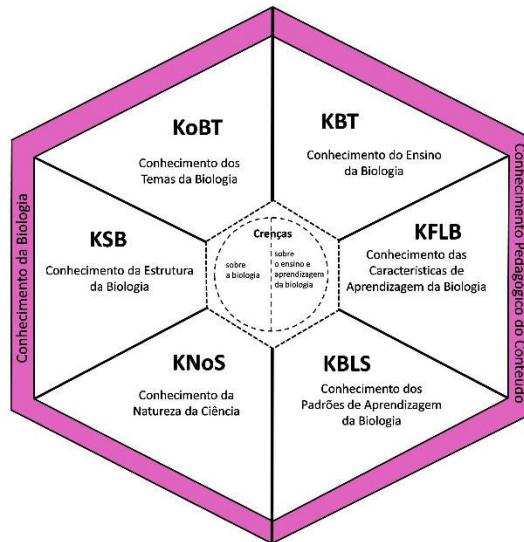 KoBT
Conhecimento dos
Temas da Biologia
KBT
Conhecimento do Ensino
da Biologia
KSB
Conhecimento da Estrutura
da Biologia
Crenças
sobre
a biologia
sobre
o ensino e
aprendizagem
da biologia
KFLB
Conhecimento das
Características de
Aprendizagem da Biologia
KNoS
Conhecimento da
Natureza da Ciência
KBLS
Conhecimento dos
Padrões de Aprendizagem
da Biologia
Conhecimento da Biologia
Conhecimento Pedagógico do Conteúdo